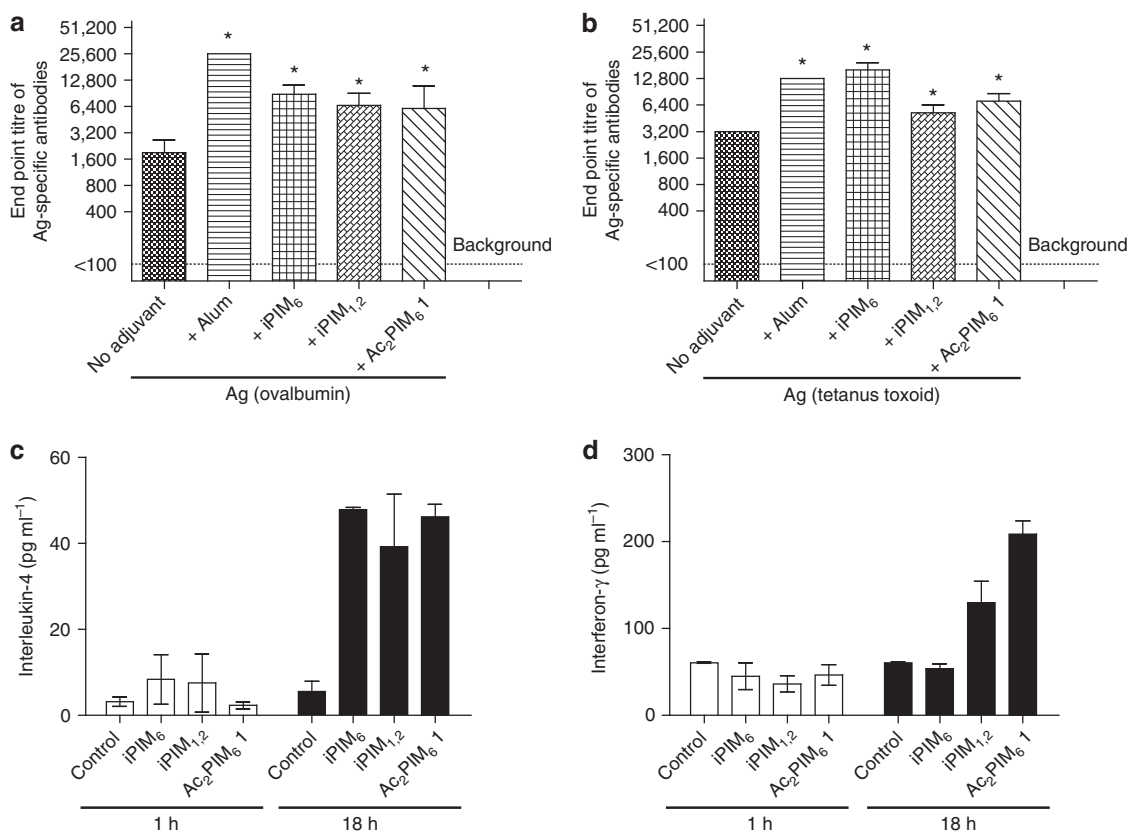 a
End point titre of
Ag-specific antibodies
51,200
25,600
12,800
6,400
3,200
1,600
800
400
<100
*
*
*
*
Background
No adjuvant
+ Alum
+ iPIM6
+ iPIM1,2
+ Ac2PIM6 1
Ag (ovalbumin)
b
End point titre of
Ag-specific antibodies
51,200
25,600
12,800
6,400
3,200
1,600
800
400
<100
*
*
*
*
Background
No adjuvant
+ Alum
+ iPIM6
+ iPIM1,2
+ Ac2PIM6 1
Ag (tetanus toxoid)
c
Interleukin-4 (pg ml−1)
60
40
20
0
Control
iPIM6
iPIM1,2
Ac2PIM6 1
Control
iPIM6
iPIM1,2
Ac2PIM6 1
1 h
18 h
d
Interferon-γ (pg ml−1)
300
200
100
0
Control
iPIM6
iPIM1,2
Ac2PIM6 1
Control
iPIM6
iPIM1,2
Ac2PIM6 1
1 h
18 h